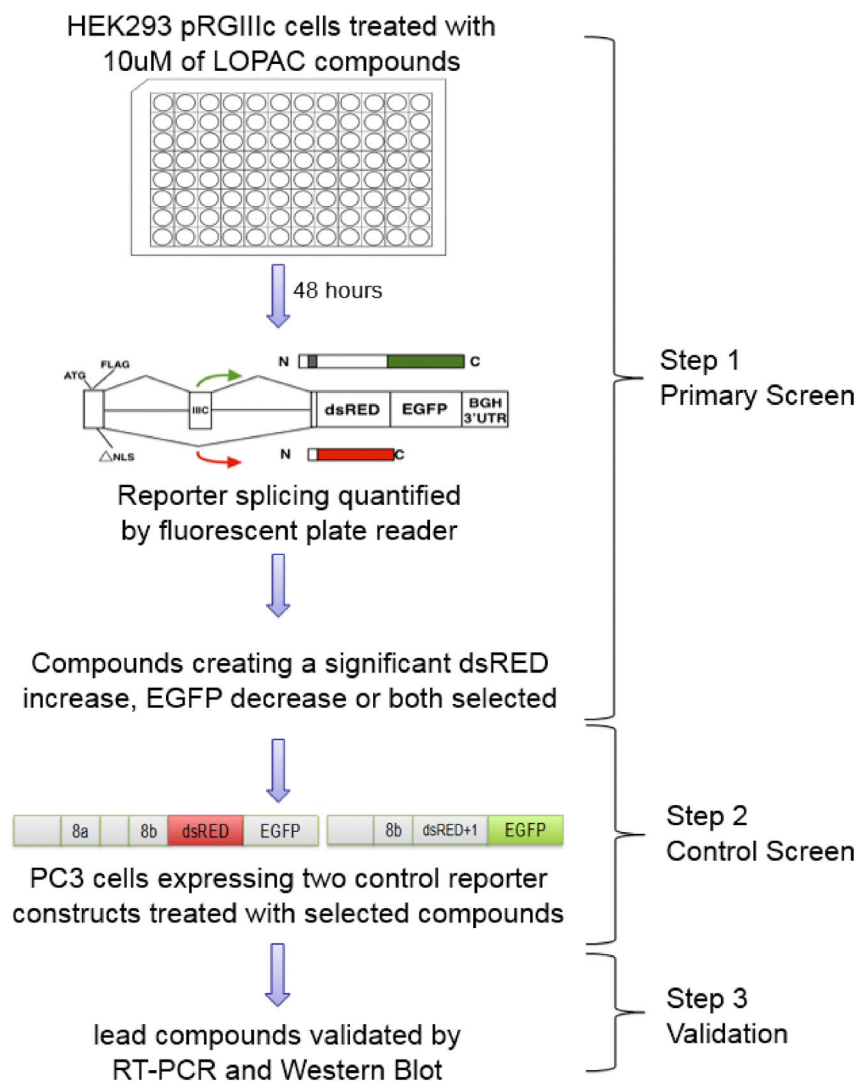 HEK293 pRGIIIc cells treated with
10uM of LOPAC compounds
48 hours
ATG
FLAG
△NLS
IIIC
N
C
dsRED
EGFP
BGH
3'UTR
N
C
Reporter splicing quantified
by fluorescent plate reader
Compounds creating a significant dsRED
increase, EGFP decrease or both selected
Step 1
Primary Screen
8a
8b
dsRED
EGFP
8b
dsRED+1
EGFP
PC3 cells expressing two control reporter
constructs treated with selected compounds
Step 2
Control Screen
lead compounds validated by
RT-PCR and Western Blot
Step 3
Validation